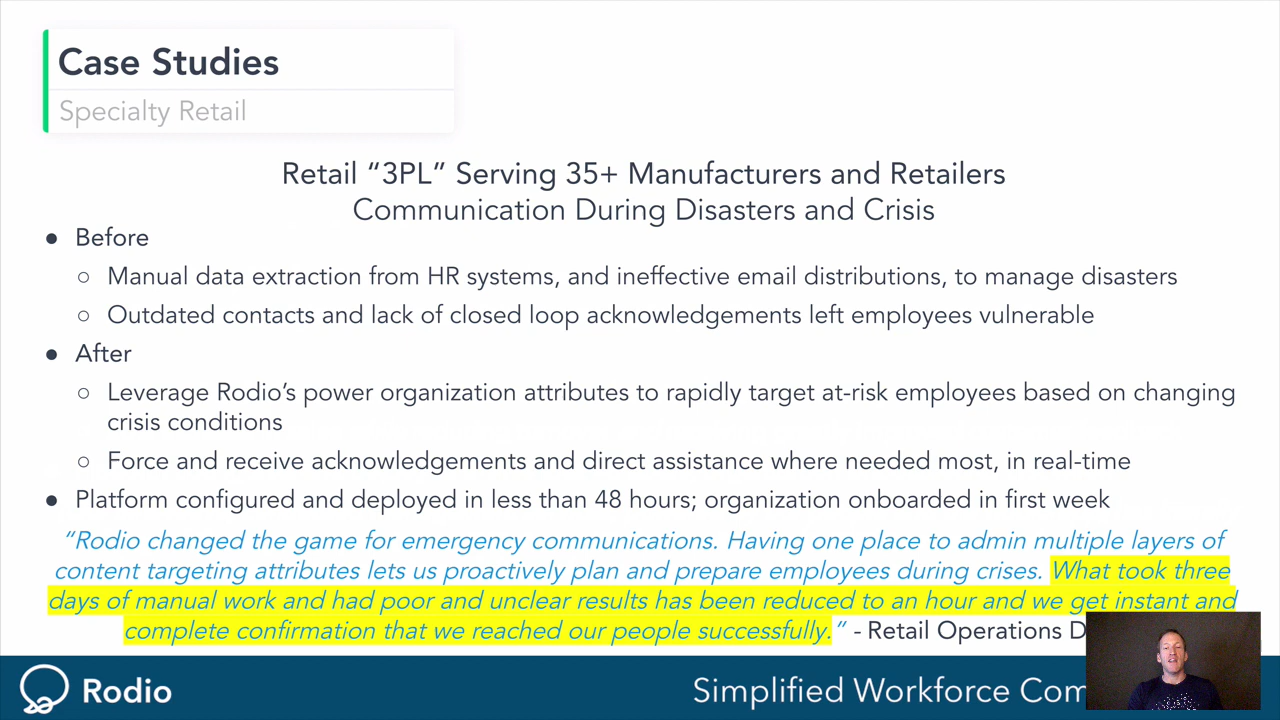 Case Studies
Specialty Retail
Retail “3PL” Serving 35+ Manufacturers and Retailers
Communication During Disasters and Crisis
● Before
○ Manual data extraction from HR systems, and ineffective email distributions, to manage disasters
○ Outdated contacts and lack of closed loop acknowledgements left employees vulnerable
● After
○ Leverage Rodio’s power organization attributes to rapidly target at-risk employees based on changing
crisis conditions
○ Force and receive acknowledgements and direct assistance where needed most, in real-time
● Platform configured and deployed in less than 48 hours; organization onboarded in first week
“Rodio changed the game for emergency communications. Having one place to admin multiple layers of
content targeting attributes lets us proactively plan and prepare employees during crises. What took three
days of manual work and had poor and unclear results has been reduced to an hour and we get instant and
complete confirmation that we reached our people successfully.“ - Retail Operations
Rodio
Simplified Workforce